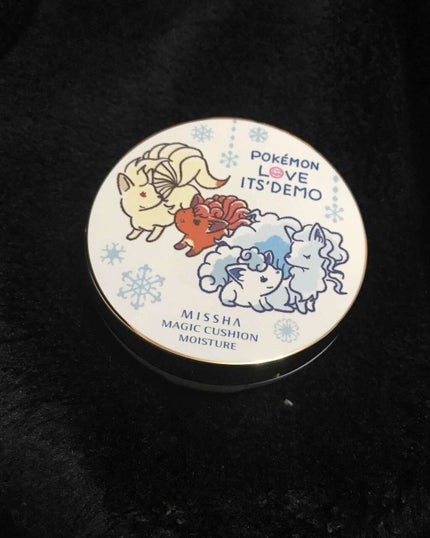 POKÉMON
LOVE
ITS'DEMO
MISSHA
MAGIC CUSHION
MOISTURE